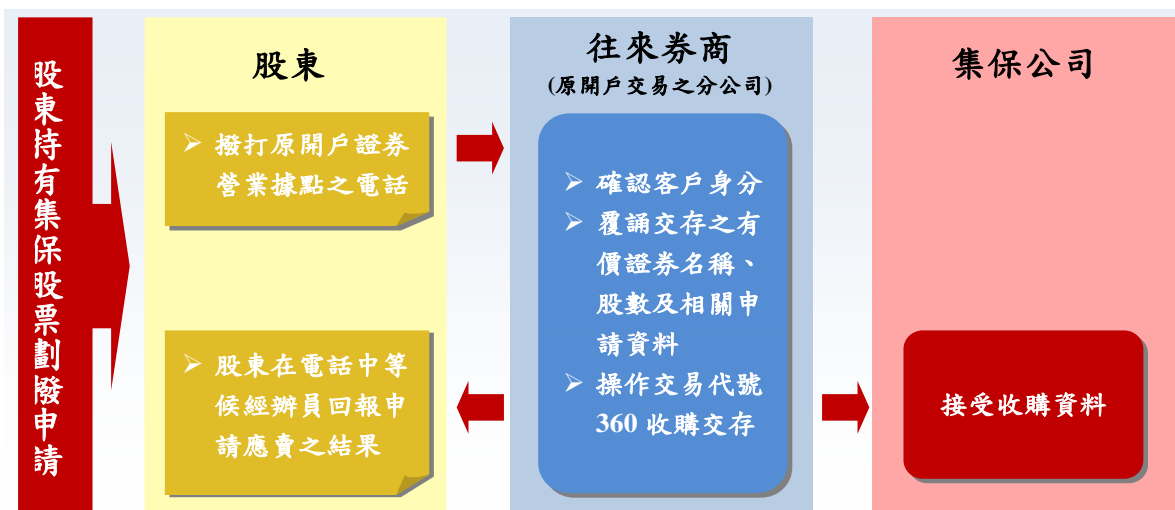 股東持有集保股票劃撥申請
股東
➢ 撥打原開戶證券
營業據點之電話
➢ 股東在電話中等
候經辦員回報申
請應賣之結果
往來券商
(原開戶交易之分公司)
➢ 確認客戶身分
➢ 覆誦交存之有
價證券名稱、
股數及相關申
請資料
➢ 操作交易代號
360 收購交存
集保公司
接受收購資料